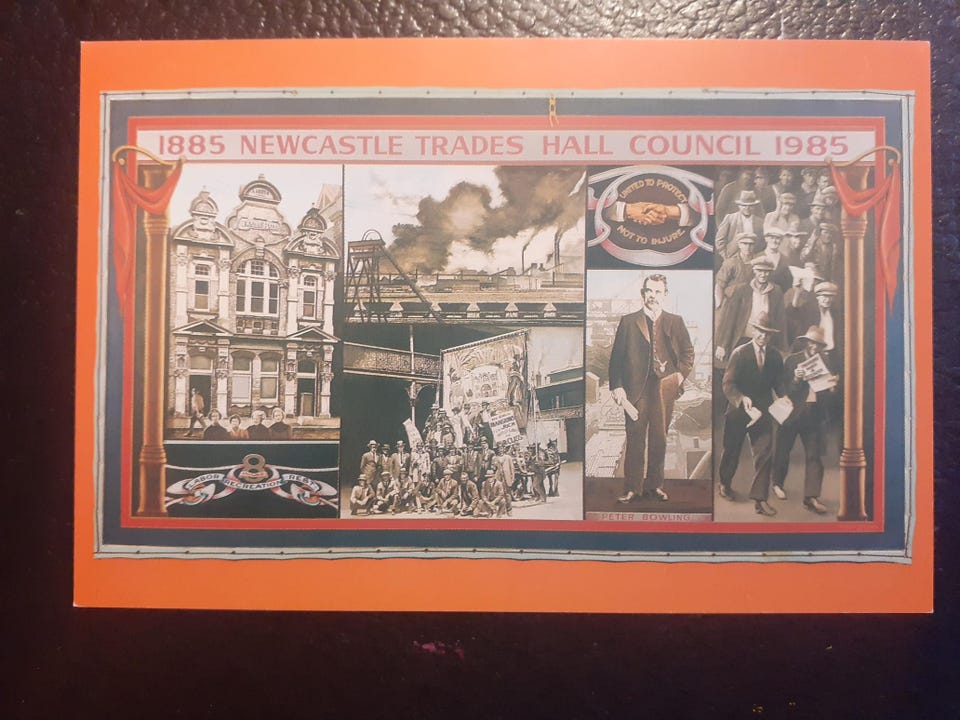 1885 NEWCASTLE TRADES HALL COUNCIL 1985
UNITED TO PROTECT
NOT TO INJURE
8
LABOR RECREATION REST
PETER BOWLING